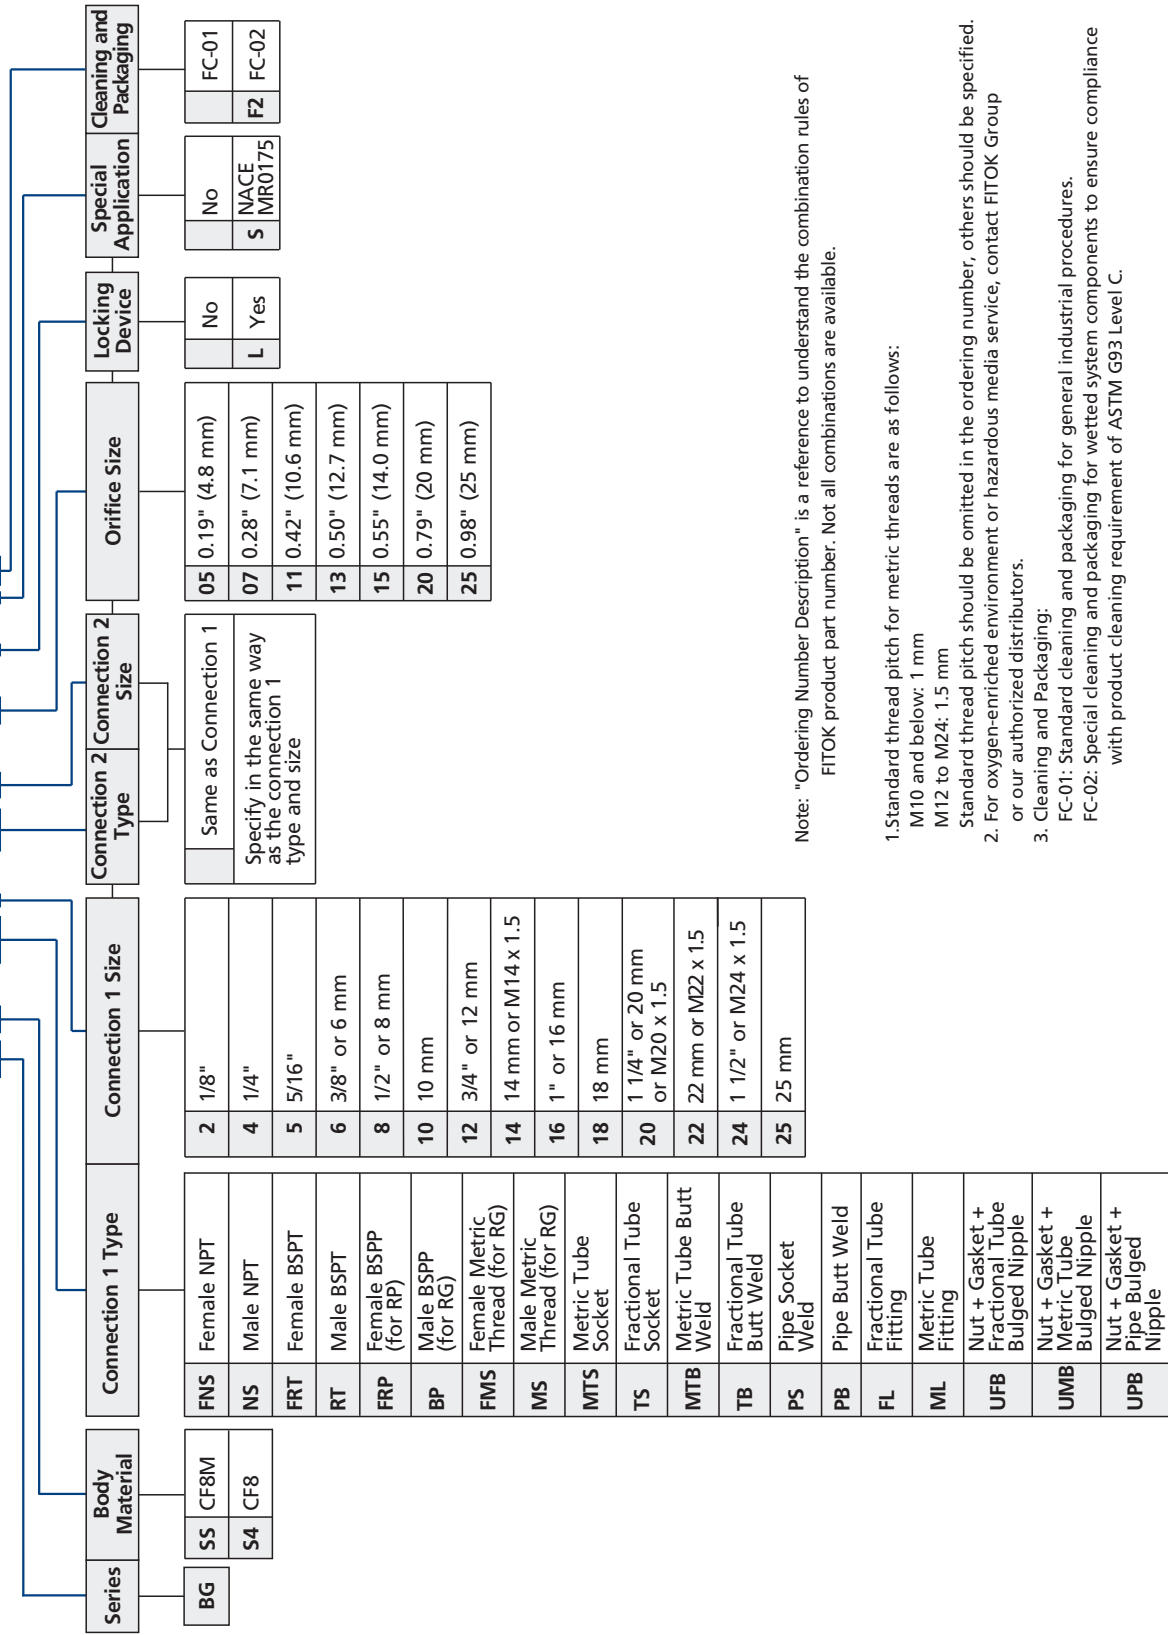 Series
BG
Body
Material
SS CF8M
S4 CF8
Connection 1 Type
FNS Female NPT
NS Male NPT
FRT Female BSPT
RT Male BSPT
FRP Female BSPP
(for RP)
BP Male BSPP
(for RG)
FMS Female Metric
Thread (for RG)
MS Male Metric
Thread (for RG)
MTS Metric Tube
Socket
TS Fractional Tube
Socket
MTB Metric Tube Butt
Weld
TB Fractional Tube
Butt Weld
PS Pipe Socket
Weld
PB Pipe Butt Weld
FL Fractional Tube
Fitting
ML Metric Tube
Fitting
UFB Nut + Gasket +
Fractional Tube
Bulged Nipple
UMB Nut + Gasket +
Metric Tube
Bulged Nipple
UPB Nut + Gasket +
Pipe Bulged
Nipple
Connection 1 Size
2 1/8"
4 1/4"
5 5/16"
6 3/8" or 6 mm
8 1/2" or 8 mm
10 10 mm
12 3/4" or 12 mm
14 14 mm or M14 x 1.5
16 1" or 16 mm
18 18 mm
20 1 1/4" or 20 mm
or M20 x 1.5
22 22 mm or M22 x 1.5
24 1 1/2" or M24 x 1.5
25 25 mm
Connection 2
Type
Connection 2
Size
Same as Connection 1
Specify in the same way
as the connection 1
type and size
Orifice Size
05 0.19" (4.8 mm)
07 0.28" (7.1 mm)
11 0.42" (10.6 mm)
13 0.50" (12.7 mm)
15 0.55" (14.0 mm)
20 0.79" (20 mm)
25 0.98" (25 mm)
Locking
Device
No
L Yes
Special
Application
No
S NACE
MR0175
Cleaning and
Packaging
FC-01
F2 FC-02
Note: "Ordering Number Description" is a reference to understand the combination rules of
FITOK product part number. Not all combinations are available.
1.Standard thread pitch for metric threads are as follows:
M10 and below: 1 mm
M12 to M24: 1.5 mm
Standard thread pitch should be omitted in the ordering number, others should be specified.
2. For oxygen-enriched environment or hazardous media service, contact FITOK Group
or our authorized distributors.
3. Cleaning and Packaging:
FC-01: Standard cleaning and packaging for general industrial procedures.
FC-02: Special cleaning and packaging for wetted system components to ensure compliance
with product cleaning requirement of ASTM G93 Level C.